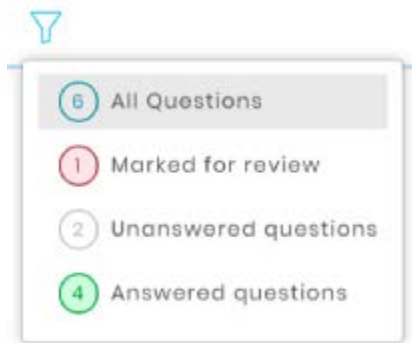 6 All Questions
1 Marked for review
2 Unanswered questions
4 Answered questions